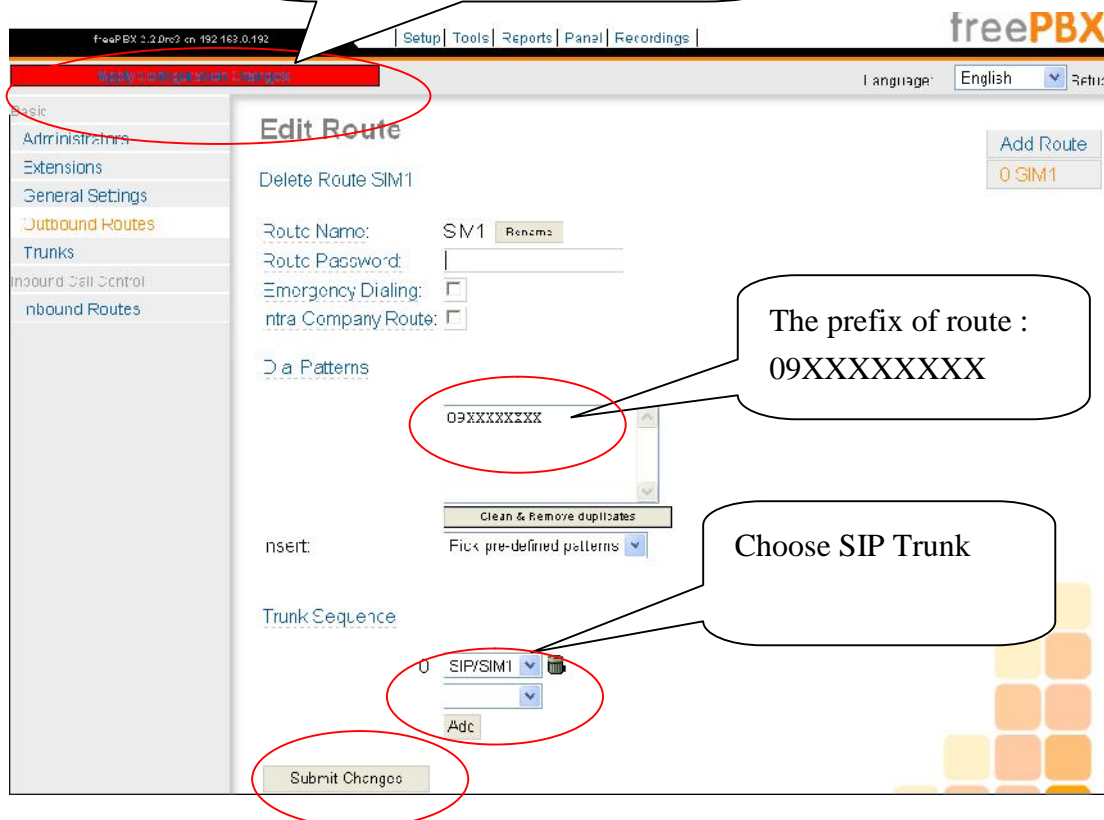 freePBX 2.2.0rc3 on 192.168.0.192
Setup | Tools | Reports | Panel | Recordings |
freePBX
Apply Configuration Changes
Language: English
Basic
Administrators
Extensions
General Settings
Outbound Routes
Trunks
Inbound Call Control
Inbound Routes
Edit Route
Add Route
0 SIM1
Delete Route SIM1
Route Name: SIM1 Rename
Route Password:
Emergency Dialing:
Intra Company Route:
The prefix of route :
09XXXXXXXX
Dial Patterns
09XXXXXXXX
Clean & Remove duplicates
Insert: Pick pre-defined patterns
Choose SIP Trunk
Trunk Sequence
0 SIP/SIM1
Add
Submit Changes